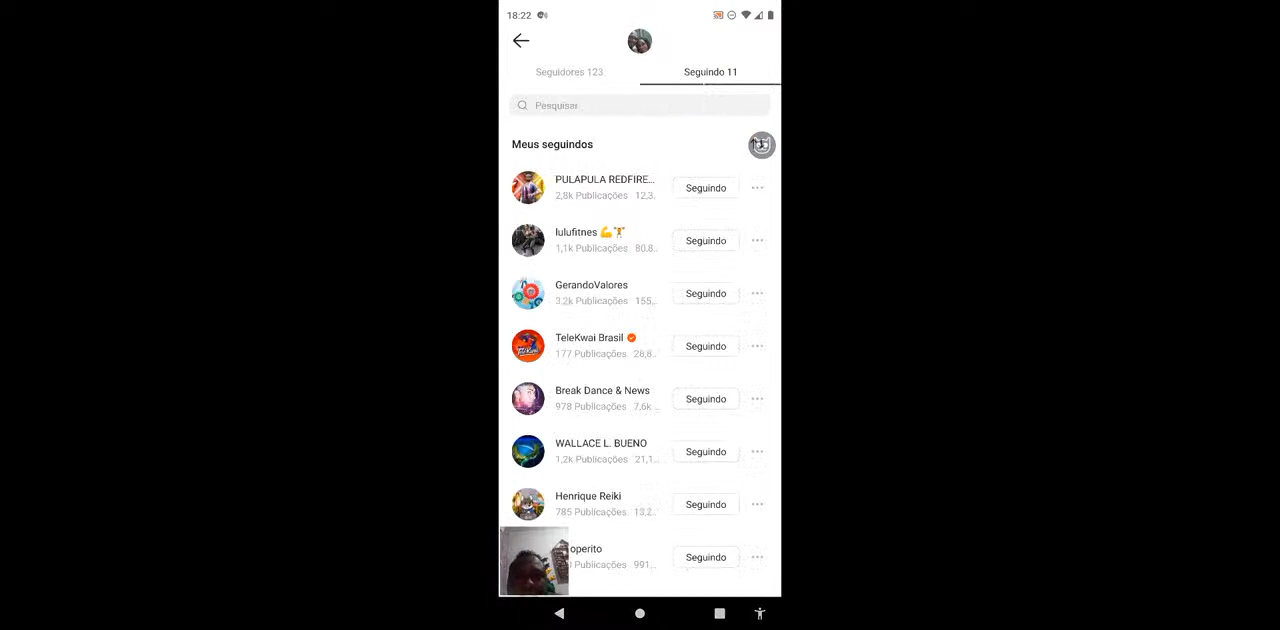 18:22
Seguidores 123
Seguindo 11
Pesquisar
Meus seguindos
PULAPULA REDFIRE...
2,8k Publicações 12,3..
Seguindo
lulufitnes 💪🏋
1,1k Publicações 80,8..
Seguindo
GerandoValores
3,2k Publicações 155,..
Seguindo
TeleKwai Brasil
177 Publicações 28,8..
Seguindo
Break Dance & News
978 Publicações 7,6k ..
Seguindo
WALLACE L. BUENO
1,2k Publicações 21,1..
Seguindo
Henrique Reiki
785 Publicações 13,2..
Seguindo
operito
Publicações 991,..
Seguindo